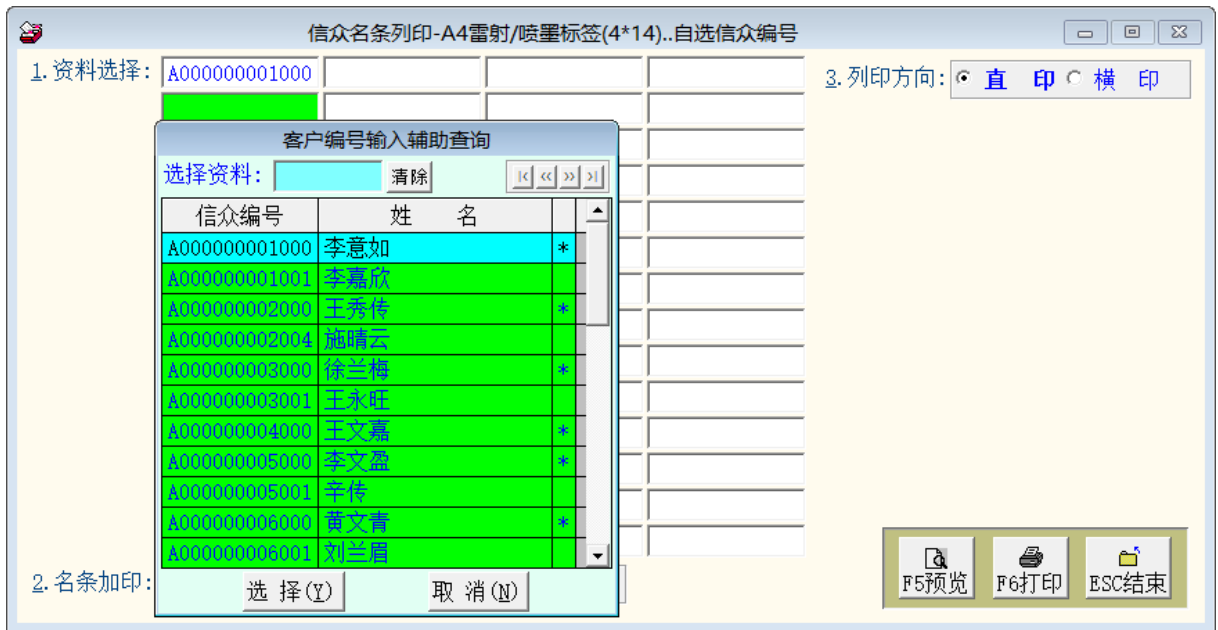 信众名条列印-A4雷射/喷墨标签(4*14)..自选信众编号
1.资料选择: A000000001000
3.列印方向: 直 印 横 印
客户编号输入辅助查询
选择资料: 清除
信众编号 姓 名
A000000001000 李意如 *
A000000001001 李嘉欣
A000000002000 王秀传 *
A000000002004 施晴云
A000000003000 徐兰梅 *
A000000003001 王永旺
A000000004000 王文嘉 *
A000000005000 李文盈 *
A000000005001 辛传
A000000006000 黄文青 *
A000000006001 刘兰眉
选 择(Y) 取 消(N)
2.名条加印:
F5预览 F6打印 ESC结束